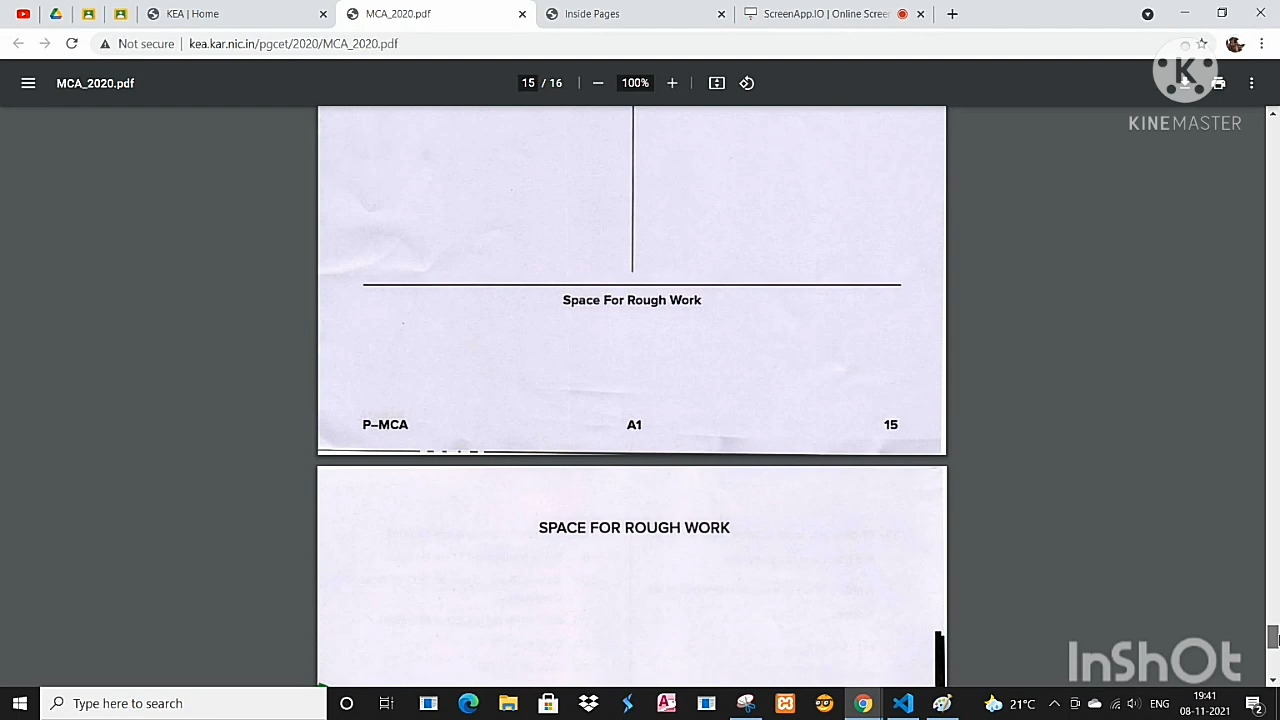 KEA | Home
MCA_2020.pdf
Inside Pages
ScreenApp.IO | Online Screen
Not secure | kea.kar.nic.in/pgcet/2020/MCA_2020.pdf
MCA_2020.pdf
15 / 16
100%
K
KINEMASTER
Space For Rough Work
P–MCA
A1
15
SPACE FOR ROUGH WORK
InShOt
Type here to search
21°C
ENG
19:41
08-11-2021
2